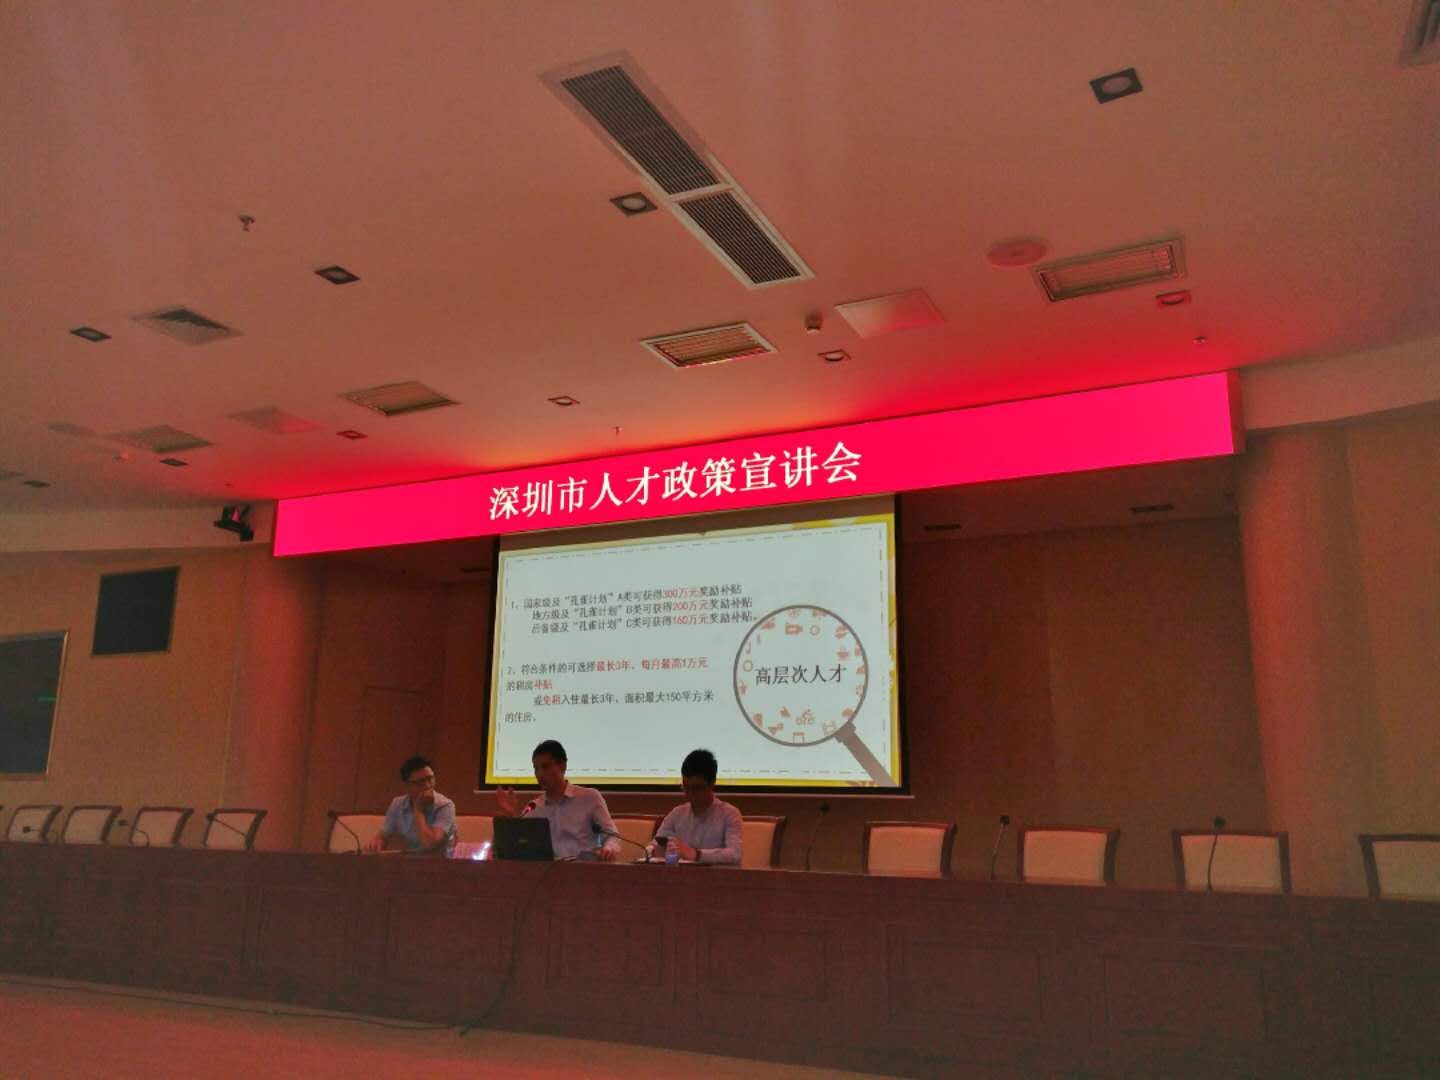 深圳市人才政策宣讲会
1、国家级及“孔雀计划”A类可获得300万元奖励补贴
地方级及“孔雀计划”B类可获得200万元奖励补贴
后备级及“孔雀计划”C类可获得160万元奖励补贴。
2、符合条件的可选择最长3年、每月最高1万元
的租房补贴
或免租入住最长3年、面积最大150平方米
的住房。
高层次人才